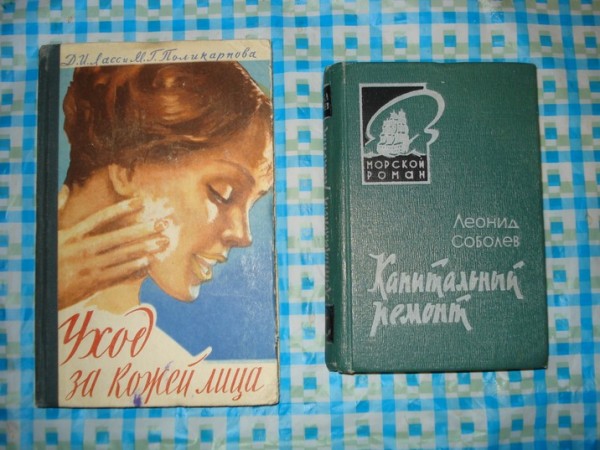 Д. И. Ласс и М. Г. Поликарпова
Уход
за кожей лица
МОРСКОЙ
РОМАН
Леонид
СОБОЛЕВ
Капитальный
ремонт